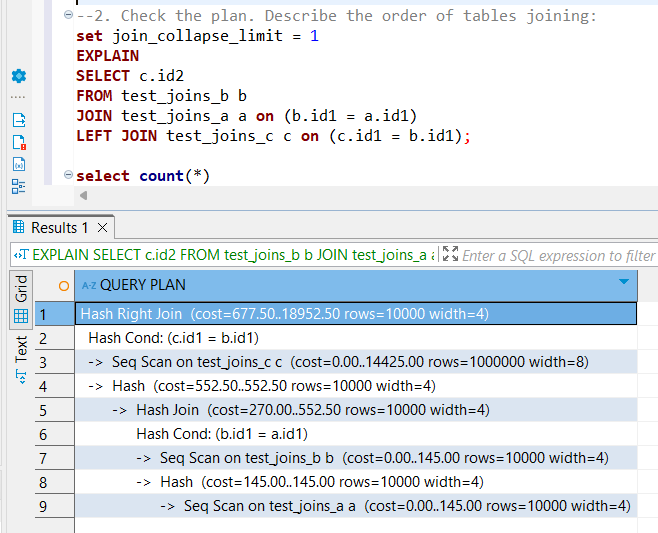 --2. Check the plan. Describe the order of tables joining:
set join_collapse_limit = 1
EXPLAIN
SELECT c.id2
FROM test_joins_b b
JOIN test_joins_a a on (b.id1 = a.id1)
LEFT JOIN test_joins_c c on (c.id1 = b.id1);
select count(*)
Results 1 ×
EXPLAIN SELECT c.id2 FROM test_joins_b b JOIN test_joins_a a
Enter a SQL expression to filter
Grid
Text
A-Z QUERY PLAN
1 Hash Right Join (cost=677.50..18952.50 rows=10000 width=4)
2 Hash Cond: (c.id1 = b.id1)
3 -> Seq Scan on test_joins_c c (cost=0.00..14425.00 rows=1000000 width=8)
4 -> Hash (cost=552.50..552.50 rows=10000 width=4)
5 -> Hash Join (cost=270.00..552.50 rows=10000 width=4)
6 Hash Cond: (b.id1 = a.id1)
7 -> Seq Scan on test_joins_b b (cost=0.00..145.00 rows=10000 width=4)
8 -> Hash (cost=145.00..145.00 rows=10000 width=4)
9 -> Seq Scan on test_joins_a a (cost=0.00..145.00 rows=10000 width=4)